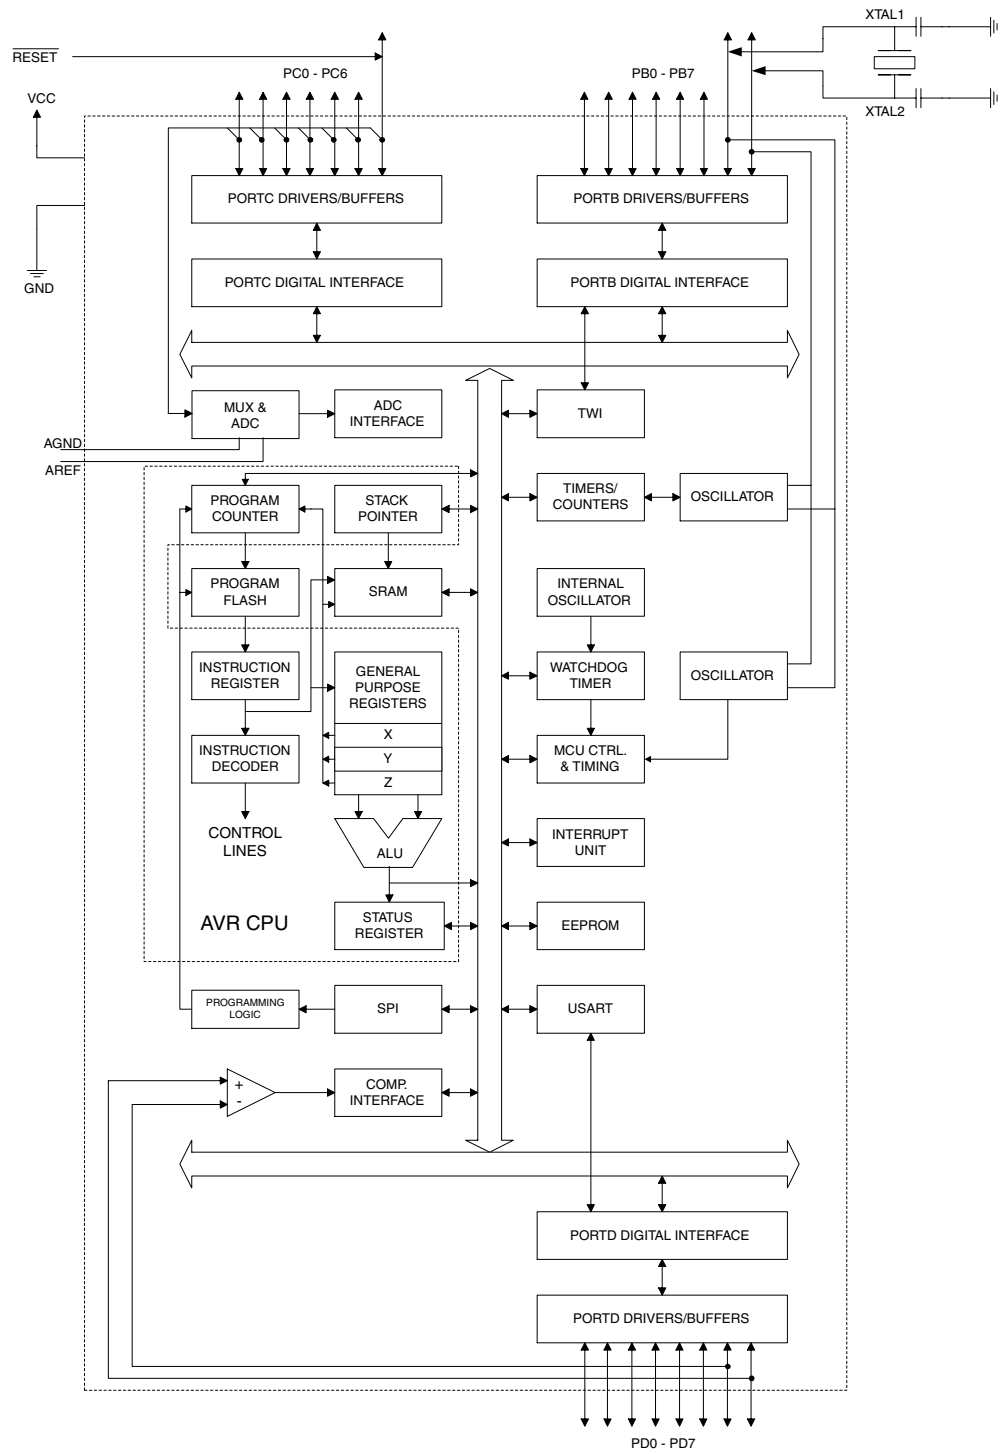 XTAL1
RESET
PC0 - PC6
PB0 - PB7
VCC
XTAL2
PORTC DRIVERS/BUFFERS
PORTB DRIVERS/BUFFERS
GND
PORTC DIGITAL INTERFACE
PORTB DIGITAL INTERFACE
MUX &
ADC
ADC
INTERFACE
TWI
AGND
AREF
PROGRAM
COUNTER
STACK
POINTER
TIMERS/
COUNTERS
OSCILLATOR
PROGRAM
FLASH
SRAM
INTERNAL
OSCILLATOR
INSTRUCTION
REGISTER
GENERAL
PURPOSE
REGISTERS
WATCHDOG
TIMER
OSCILLATOR
X
INSTRUCTION
DECODER
Y
Z
MCU CTRL.
& TIMING
CONTROL
LINES
ALU
INTERRUPT
UNIT
AVR CPU
STATUS
REGISTER
EEPROM
PROGRAMMING
LOGIC
SPI
USART
+
-
COMP.
INTERFACE
PORTD DIGITAL INTERFACE
PORTD DRIVERS/BUFFERS
PD0 - PD7